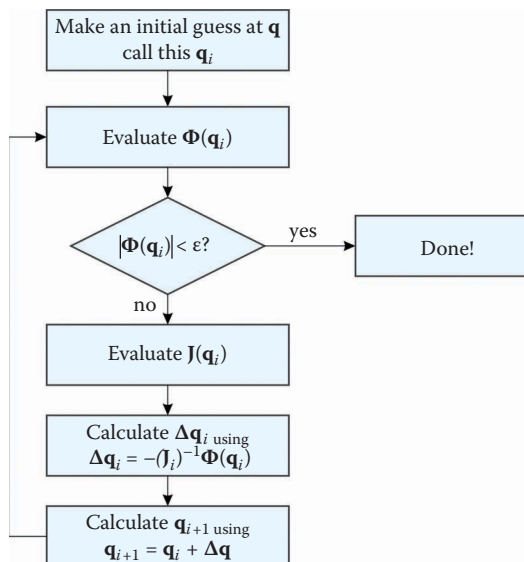 Make an initial guess at q
call this qᵢ
Evaluate Φ(qᵢ)
|Φ(qᵢ)| < ε?
yes
Done!
no
Evaluate J(qᵢ)
Calculate Δqᵢ using
Δqᵢ = −(Jᵢ)⁻¹Φ(qᵢ)
Calculate qᵢ₊₁ using
qᵢ₊₁ = qᵢ + Δq